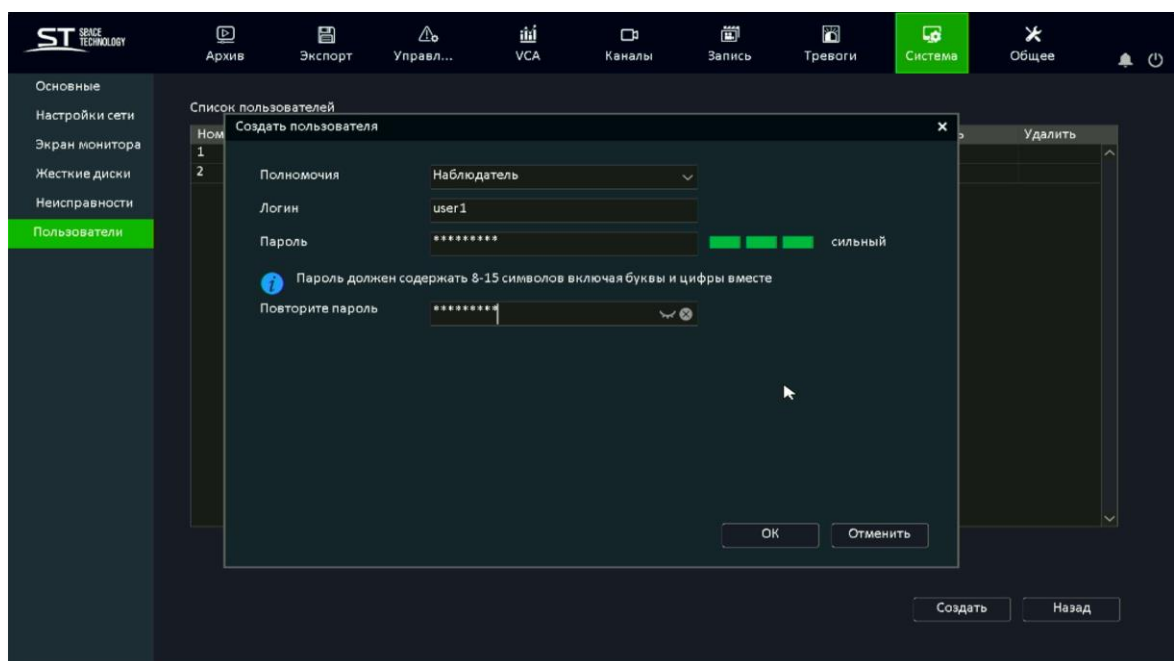 ST SPACE TECHNOLOGY
Архив Экспорт Управл... VCA Каналы Запись Тревоги Система Общее
Основные
Настройки сети
Экран монитора
Жесткие диски
Неисправности
Пользователи
Список пользователей
Ном Удалить
1
2
Создать пользователя
Полномочия Наблюдатель
Логин user1
Пароль ********* сильный
Пароль должен содержать 8-15 символов включая буквы и цифры вместе
Повторите пароль *********
OK Отменить
Создать Назад